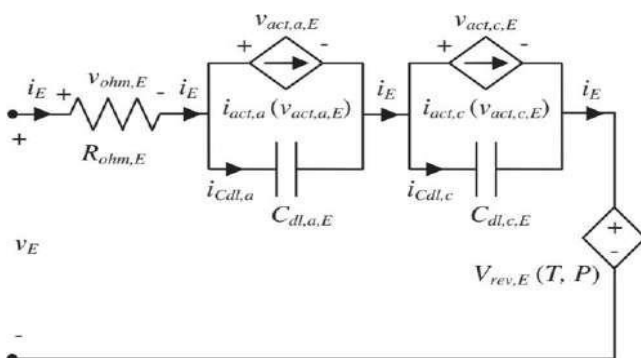 v_{act,a,E} v_{act,c,E}
+ - + -
i_E + v_{ohm,E} - i_E i_E i_E
i_{act,a} (v_{act,a,E}) i_{act,c} (v_{act,c,E})
+ R_{ohm,E}
i_{Cdl,a} i_{Cdl,c}
C_{dl,a,E} C_{dl,c,E}
+
-
v_E
V_{rev,E} (T, P)
-